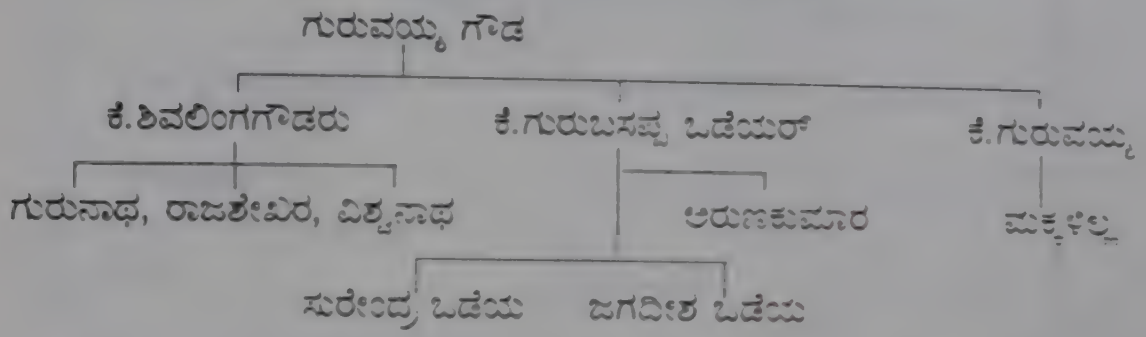 ಗುರುವಯ್ಯ ಗೌಡ
ಕೆ.ಶಿವಲಿಂಗಗೌಡರು ಕೆ.ಗುರುಬಸಪ್ಪ ಒಡೆಯರ್ ಕೆ.ಗುರುವಯ್ಯ
ಗುರುನಾಥ, ರಾಜಶೇಖರ, ವಿಶ್ವನಾಥ ಅರುಣಕುಮಾರ ಮಕ್ಕಳಿಲ್ಲ
ಸುರೇಂದ್ರ ಒಡೆಯ ಜಗದೀಶ ಒಡೆಯ